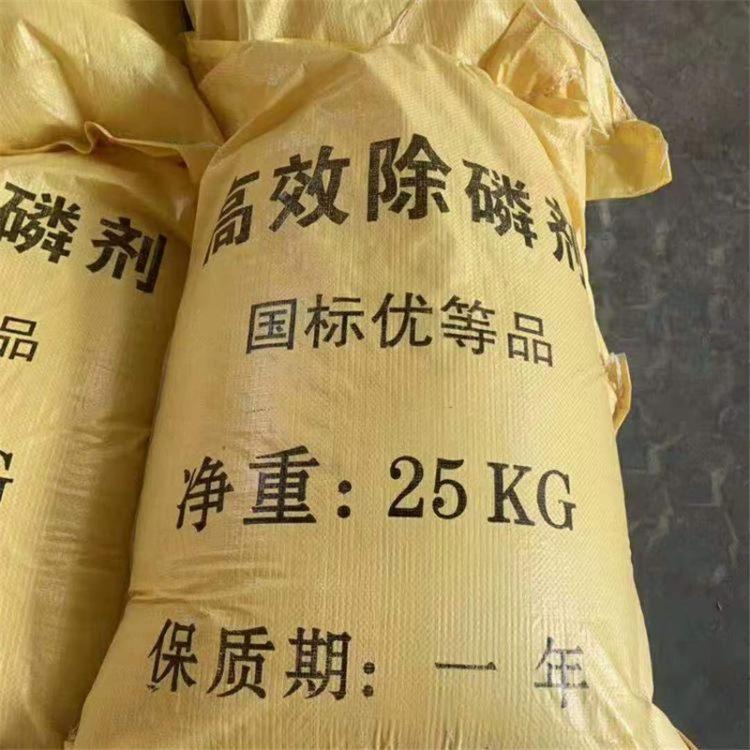 高效除磷剂
国标优等品
净重：25KG
保质期：一年
磷剂
品
G